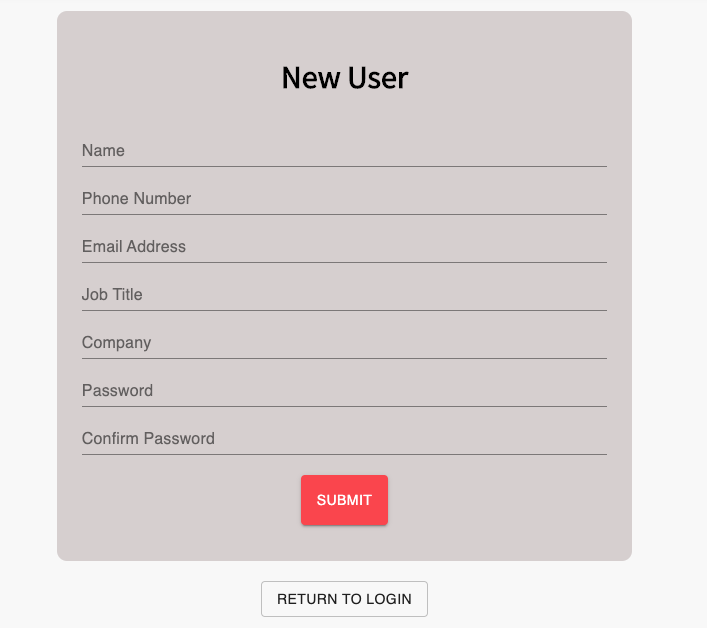 New User
Name
Phone Number
Email Address
Job Title
Company
Password
Confirm Password
SUBMIT
RETURN TO LOGIN